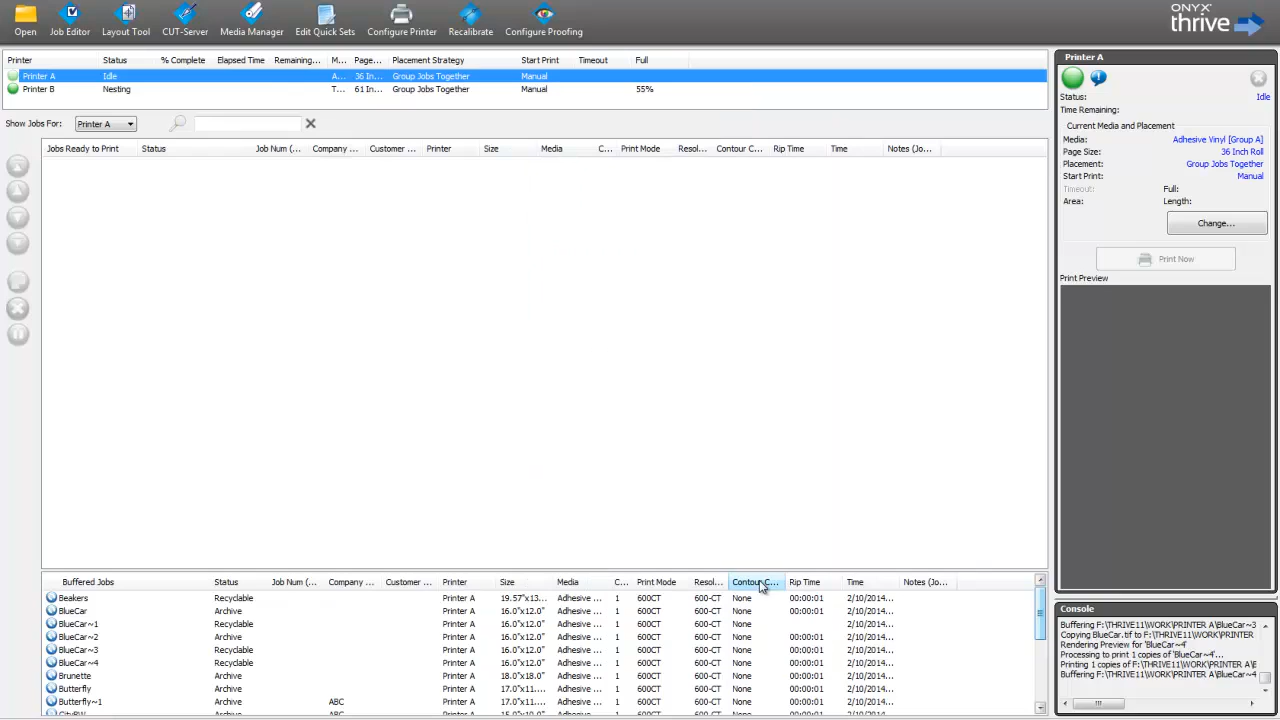 Open Job Editor Layout Tool CUT-Server Media Manager Edit Quick Sets Configure Printer Recalibrate Configure Proofing
ONYX
thrive
Printer Status % Complete Elapsed Time Remaining... M... Page... Placement Strategy Start Print Timeout Full
Printer A Idle A... 36 In... Group Jobs Together Manual
Printer B Nesting T... 61 In... Group Jobs Together Manual 55%
Show Jobs For: Printer A
Jobs Ready to Print Status Job Num (... Company ... Customer ... Printer Size Media C... Print Mode Resol... Contour C... Rip Time Time Notes (Jo...
Buffered Jobs Status Job Num (... Company ... Customer ... Printer Size Media C... Print Mode Resol... Contour C... Rip Time Time Notes (Jo...
Beakers Recyclable Printer A 19.57"x13... Adhesive ... 1 600CT 600-CT None 00:00:01 2/10/2014...
BlueCar Archive Printer A 16.0"x12.0" Adhesive ... 1 600CT 600-CT None 00:00:01 2/10/2014...
BlueCar~1 Recyclable Printer A 16.0"x12.0" Adhesive ... 1 600CT 600-CT None 2/10/2014...
BlueCar~2 Archive Printer A 16.0"x12.0" Adhesive ... 1 600CT 600-CT None 00:00:01 2/10/2014...
BlueCar~3 Recyclable Printer A 16.0"x12.0" Adhesive ... 1 600CT 600-CT None 00:00:01 2/10/2014...
BlueCar~4 Recyclable Printer A 16.0"x12.0" Adhesive ... 1 600CT 600-CT None 00:00:01 2/10/2014...
Brunette Archive Printer A 18.0"x18.0" Adhesive ... 1 600CT 600-CT None 00:00:01 2/10/2014...
Butterfly Archive Printer A 17.0"x11.... Adhesive ... 1 600CT 600-CT None 00:00:01 2/10/2014...
Butterfly~1 Archive ABC Printer A 17.0"x11.... Adhesive ... 1 600CT 600-CT None 00:00:01 2/10/2014...
Printer A
Status: Idle
Time Remaining:
Current Media and Placement
Media: Adhesive Vinyl [Group A]
Page Size: 36 Inch Roll
Placement: Group Jobs Together
Start Print: Manual
Timeout: Full:
Area: Length:
Change...
Print Now
Print Preview
Console
Buffering F:\THRIVE11\WORK\PRINTER A\BlueCar~3
Copying BlueCar.tif to F:\THRIVE11\WORK\PRINTER
Rendering Preview for 'BlueCar~4'
Processing to print 1 copies of 'BlueCar~4'...
Printing 1 copies of F:\THRIVE11\WORK\PRINTER A\B
Buffering F:\THRIVE11\WORK\PRINTER A\BlueCar~4